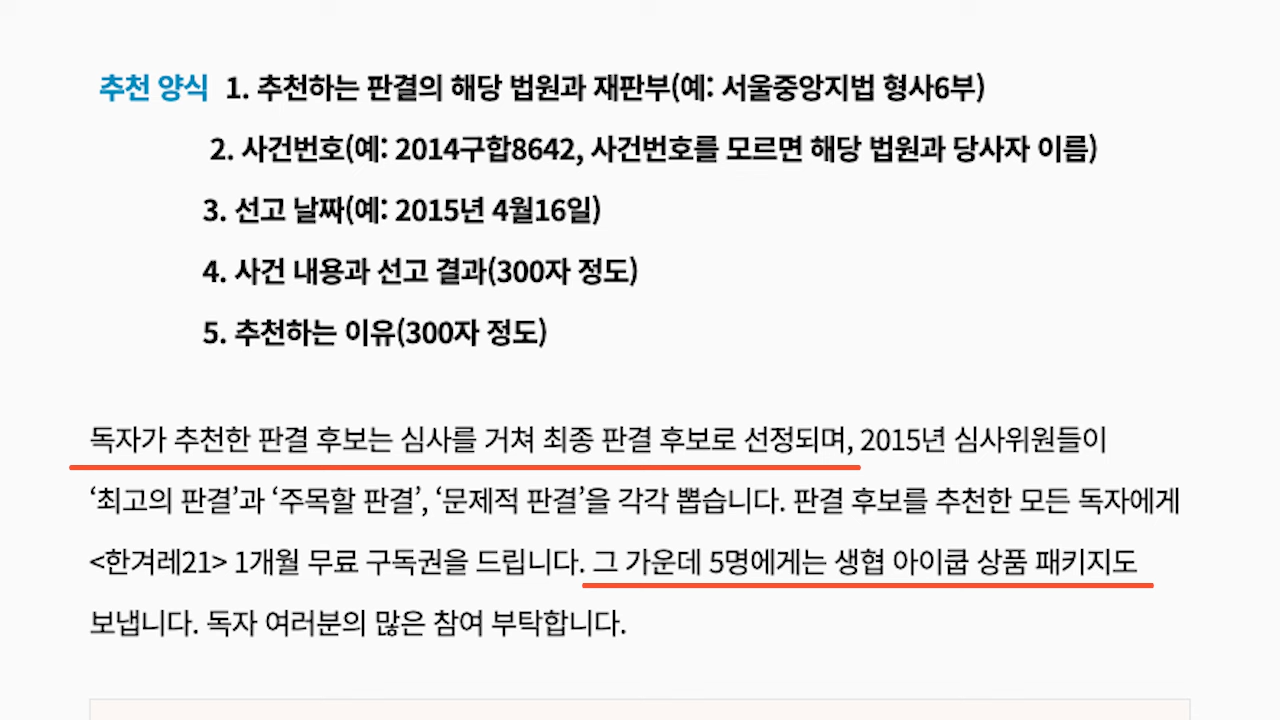 추천 양식 1. 추천하는 판결의 해당 법원과 재판부(예: 서울중앙지법 형사6부)
2. 사건번호(예: 2014구합8642, 사건번호를 모르면 해당 법원과 당사자 이름)
3. 선고 날짜(예: 2015년 4월16일)
4. 사건 내용과 선고 결과(300자 정도)
5. 추천하는 이유(300자 정도)
독자가 추천한 판결 후보는 심사를 거쳐 최종 판결 후보로 선정되며, 2015년 심사위원들이
‘최고의 판결’과 ‘주목할 판결’, ‘문제적 판결’을 각각 뽑습니다. 판결 후보를 추천한 모든 독자에게
<한겨레21> 1개월 무료 구독권을 드립니다. 그 가운데 5명에게는 생협 아이쿱 상품 패키지도
보냅니다. 독자 여러분의 많은 참여 부탁합니다.